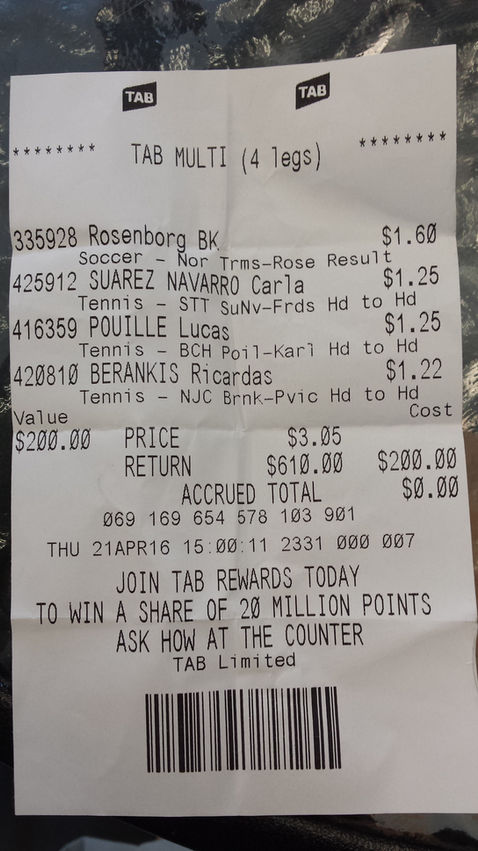 TAB TAB
******** TAB MULTI (4 legs) ********
335928 Rosenborg BK $1.60
Soccer - Nor Trms-Rose Result
425912 SUAREZ NAVARRO Carla $1.25
Tennis - STT SuNv-Frds Hd to Hd
416359 POUILLE Lucas $1.25
Tennis - BCH Poil-Karl Hd to Hd
420810 BERANKIS Ricardas $1.22
Tennis - NJC Brnk-Pvic Hd to Hd
Value Cost
$200.00 PRICE $3.05
RETURN $610.00 $200.00
ACCRUED TOTAL $0.00
069 169 654 578 103 901
THU 21APR16 15:00:11 2331 000 007
JOIN TAB REWARDS TODAY
TO WIN A SHARE OF 20 MILLION POINTS
ASK HOW AT THE COUNTER
TAB Limited